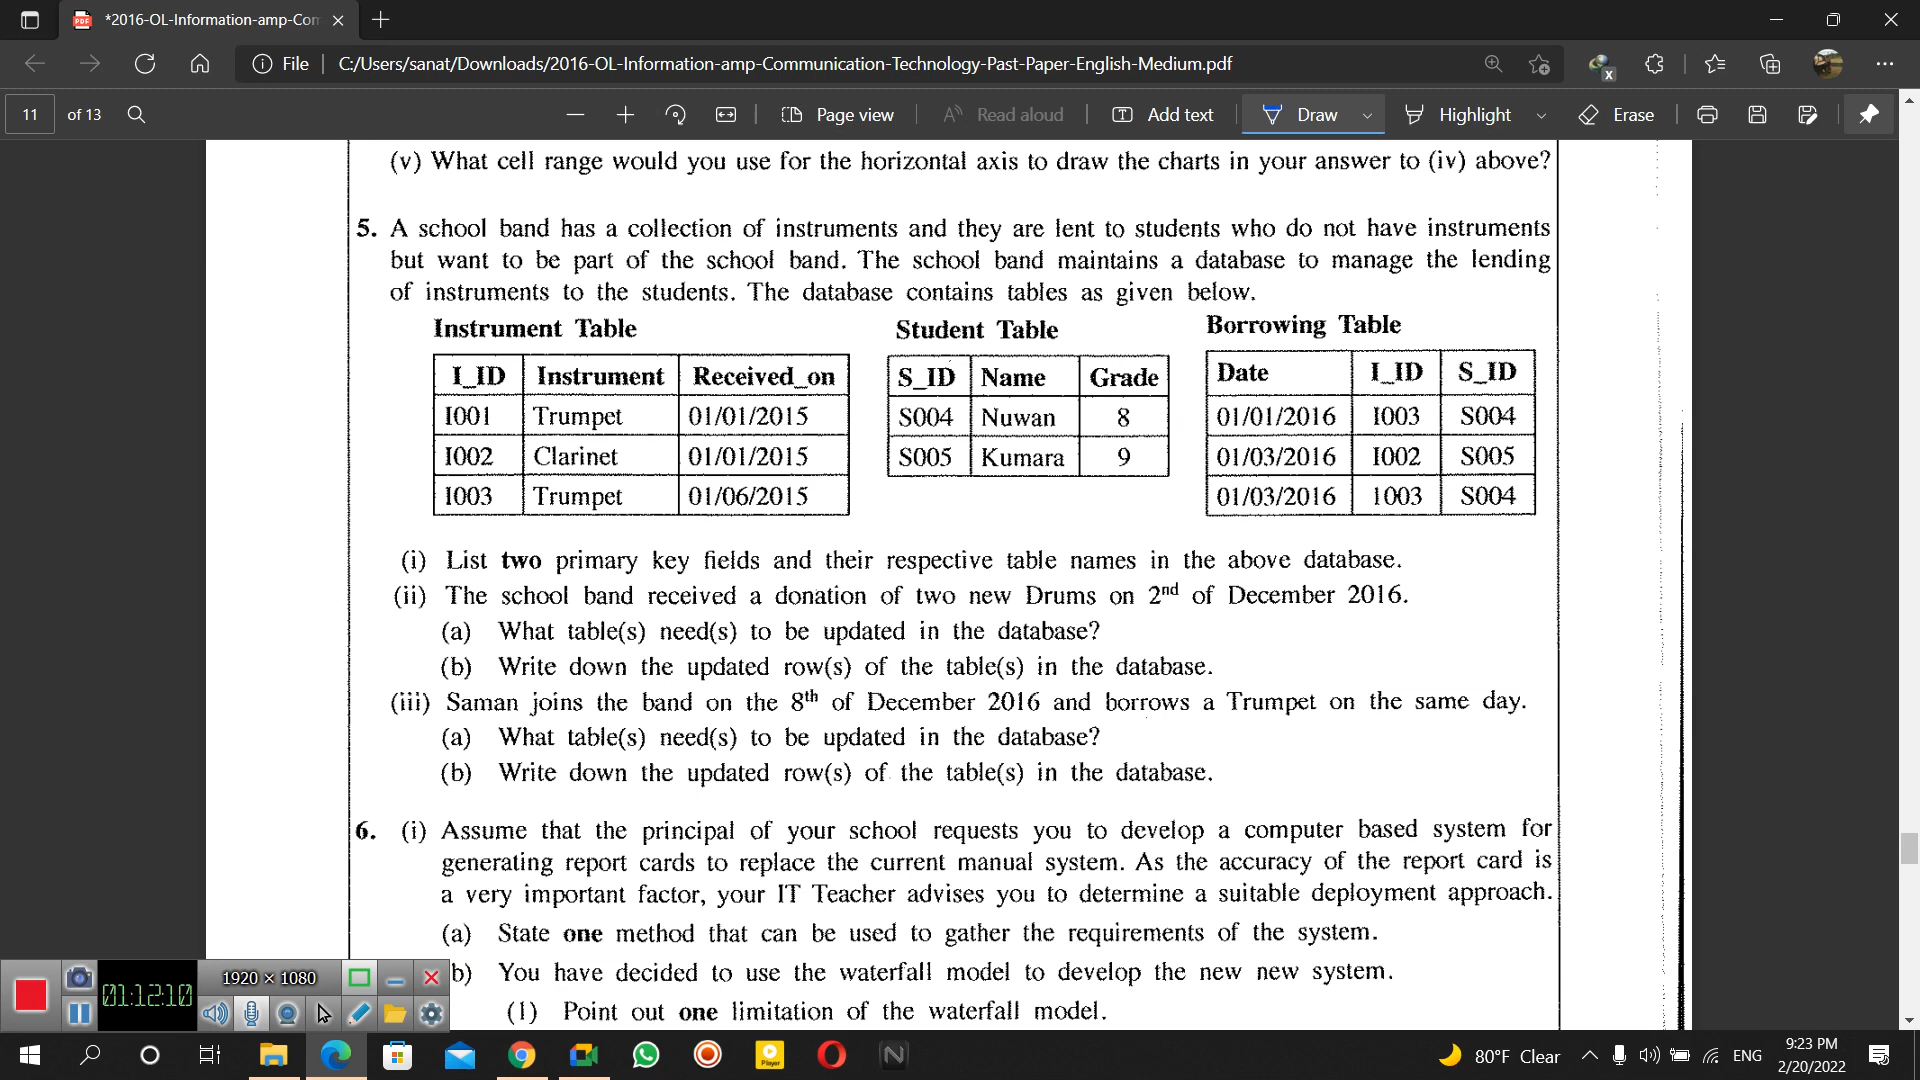 *2016-OL-Information-amp-Con
File
C:/Users/sanat/Downloads/2016-OL-Information-amp-Communication-Technology-Past-Paper-English-Medium.pdf
11 of 13
Page view
Read aloud
Add text
Draw
Highlight
Erase
(v) What cell range would you use for the horizontal axis to draw the charts in your answer to (iv) above?
5. A school band has a collection of instruments and they are lent to students who do not have instruments
but want to be part of the school band. The school band maintains a database to manage the lending
of instruments to the students. The database contains tables as given below.
Instrument Table
I_ID Instrument Received_on
I001 Trumpet 01/01/2015
I002 Clarinet 01/01/2015
I003 Trumpet 01/06/2015
Student Table
S_ID Name Grade
S004 Nuwan 8
S005 Kumara 9
Borrowing Table
Date I_ID S_ID
01/01/2016 I003 S004
01/03/2016 I002 S005
01/03/2016 1003 S004
(i) List two primary key fields and their respective table names in the above database.
(ii) The school band received a donation of two new Drums on 2nd of December 2016.
(a) What table(s) need(s) to be updated in the database?
(b) Write down the updated row(s) of the table(s) in the database.
(iii) Saman joins the band on the 8th of December 2016 and borrows a Trumpet on the same day.
(a) What table(s) need(s) to be updated in the database?
(b) Write down the updated row(s) of the table(s) in the database.
6. (i) Assume that the principal of your school requests you to develop a computer based system for
generating report cards to replace the current manual system. As the accuracy of the report card is
a very important factor, your IT Teacher advises you to determine a suitable deployment approach.
(a) State one method that can be used to gather the requirements of the system.
b) You have decided to use the waterfall model to develop the new new system.
(1) Point out one limitation of the waterfall model.
1920 × 1080
01:12:10
80°F Clear
ENG
9:23 PM
2/20/2022